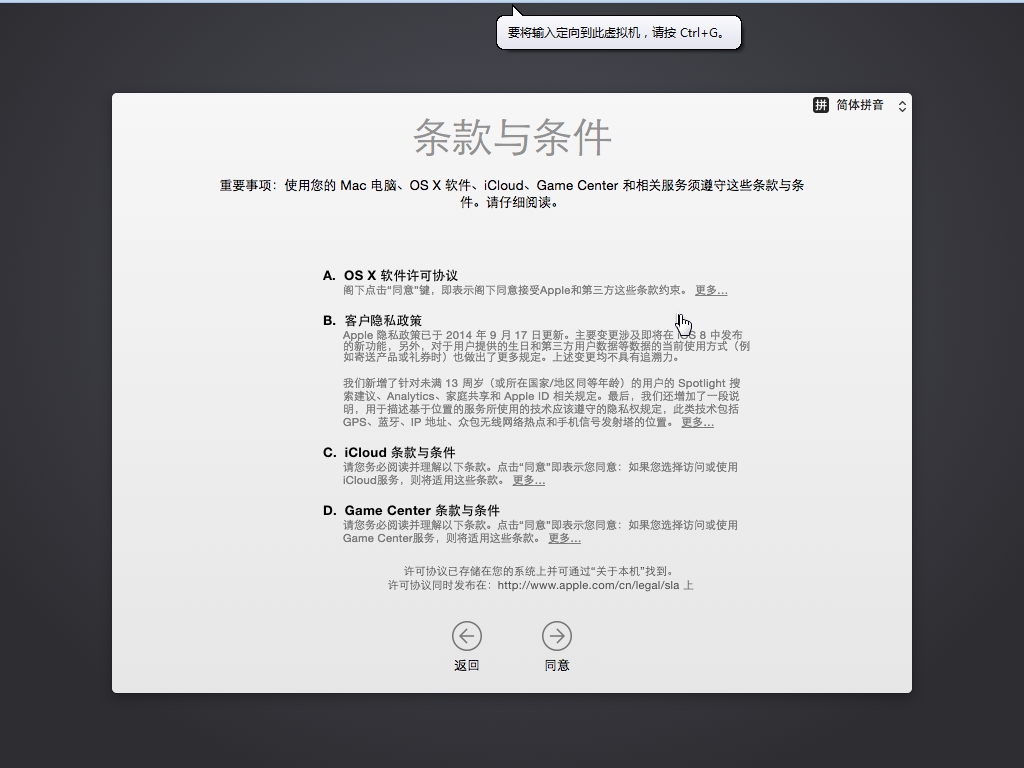 要将输入定向到此虚拟机，请按 Ctrl+G。
拼 简体拼音
条款与条件
重要事项：使用您的 Mac 电脑、OS X 软件、iCloud、Game Center 和相关服务须遵守这些条款与条
件。请仔细阅读。
A. OS X 软件许可协议
阁下点击“同意”键，即表示阁下同意接受Apple和第三方这些条款约束。 更多...
B. 客户隐私政策
Apple 隐私政策已于 2014 年 9 月 17 日更新。主要变更涉及即将在 iOS 8 中发布
的新功能，另外，对于用户提供的生日和第三方用户数据等数据的当前使用方式（例
如寄送产品或礼券时）也做出了更多规定。上述变更均不具有追溯力。
我们新增了针对未满 13 周岁（或所在国家/地区同等年龄）的用户的 Spotlight 搜
索建议、Analytics、家庭共享和 Apple ID 相关规定。最后，我们还增加了一段说
明，用于描述基于位置的服务所使用的技术应该遵守的隐私权规定，此类技术包括
GPS、蓝牙、IP 地址、众包无线网络热点和手机信号发射塔的位置。 更多...
C. iCloud 条款与条件
请您务必阅读并理解以下条款。点击“同意”即表示您同意：如果您选择访问或使用
iCloud服务，则将适用这些条款。 更多...
D. Game Center 条款与条件
请您务必阅读并理解以下条款。点击“同意”即表示您同意：如果您选择访问或使用
Game Center服务，则将适用这些条款。 更多...
许可协议已存储在您的系统上并可通过“关于本机”找到。
许可协议同时发布在：http://www.apple.com/cn/legal/sla 上
返回 同意